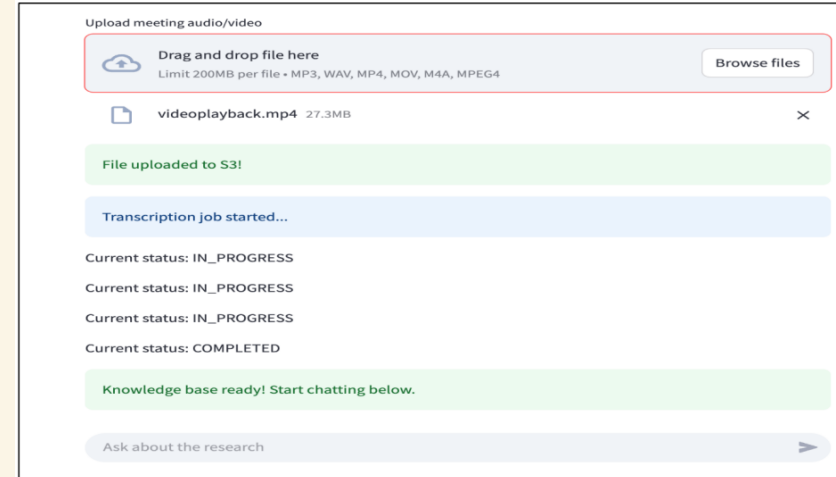 Upload meeting audio/video
Drag and drop file here
Browse files
Limit 200MB per file • MP3, WAV, MP4, MOV, M4A, MPEG4
videoplayback.mp4 27.3MB
File uploaded to S3!
Transcription job started...
Current status: IN_PROGRESS
Current status: IN_PROGRESS
Current status: IN_PROGRESS
Current status: COMPLETED
Knowledge base ready! Start chatting below.
Ask about the research